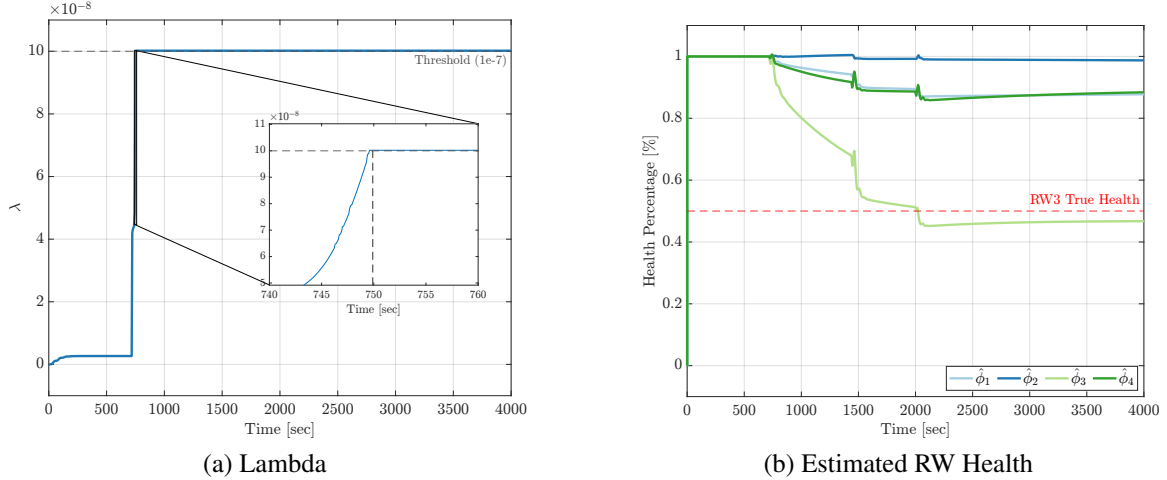 ×10⁻⁸
10
8
6
4
2
0
λ
Threshold (1e-7)
×10⁻⁸
11
10
9
8
7
6
5
740 745 750 755 760
Time [sec]
0 500 1000 1500 2000 2500 3000 3500 4000
Time [sec]
(a) Lambda
1
0.8
0.6
0.4
0.2
0
Health Percentage [%]
RW3 True Health
ϕ̂₁ ϕ̂₂ ϕ̂₃ ϕ̂₄
0 500 1000 1500 2000 2500 3000 3500 4000
Time [sec]
(b) Estimated RW Health